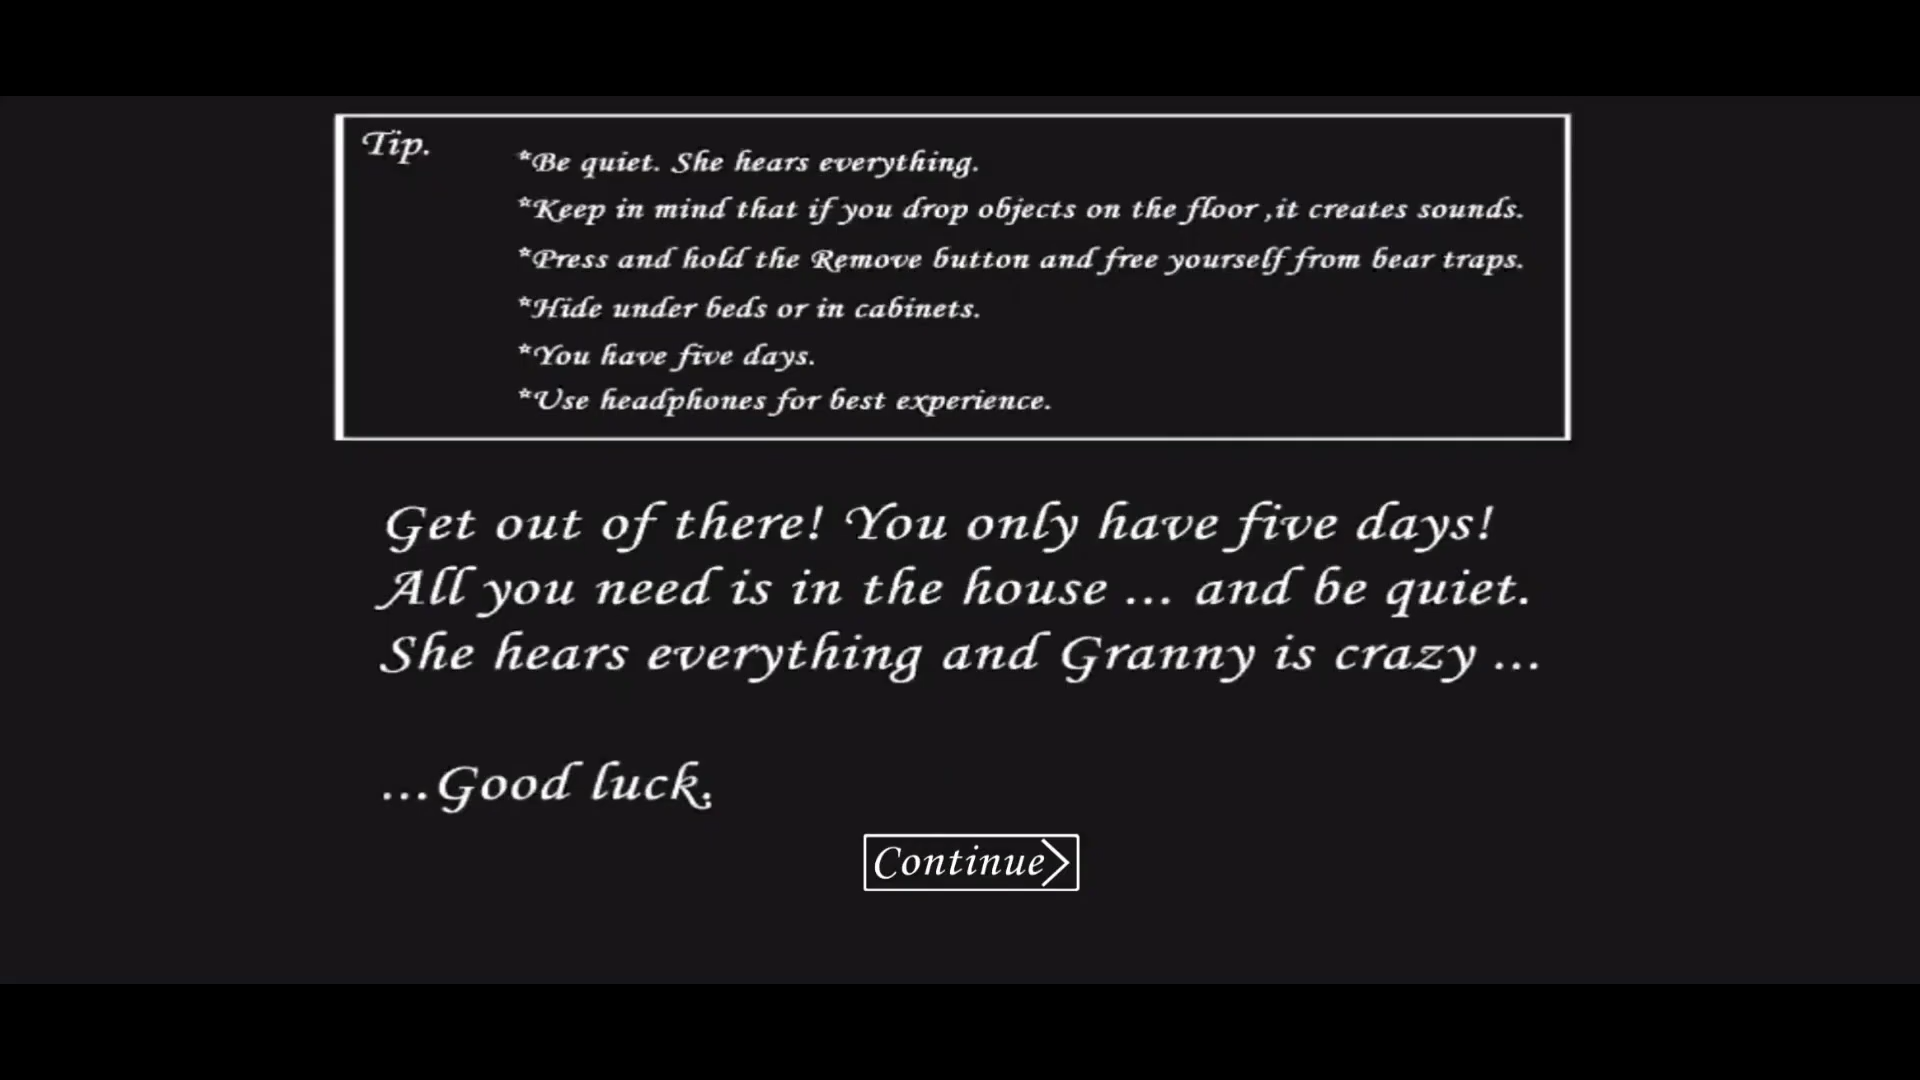 Tip.
*Be quiet. She hears everything.
*Keep in mind that if you drop objects on the floor ,it creates sounds.
*Press and hold the Remove button and free yourself from bear traps.
*Hide under beds or in cabinets.
*You have five days.
*Use headphones for best experience.
Get out of there! You only have five days!
All you need is in the house ... and be quiet.
She hears everything and Granny is crazy ...
...Good luck.
Continue>